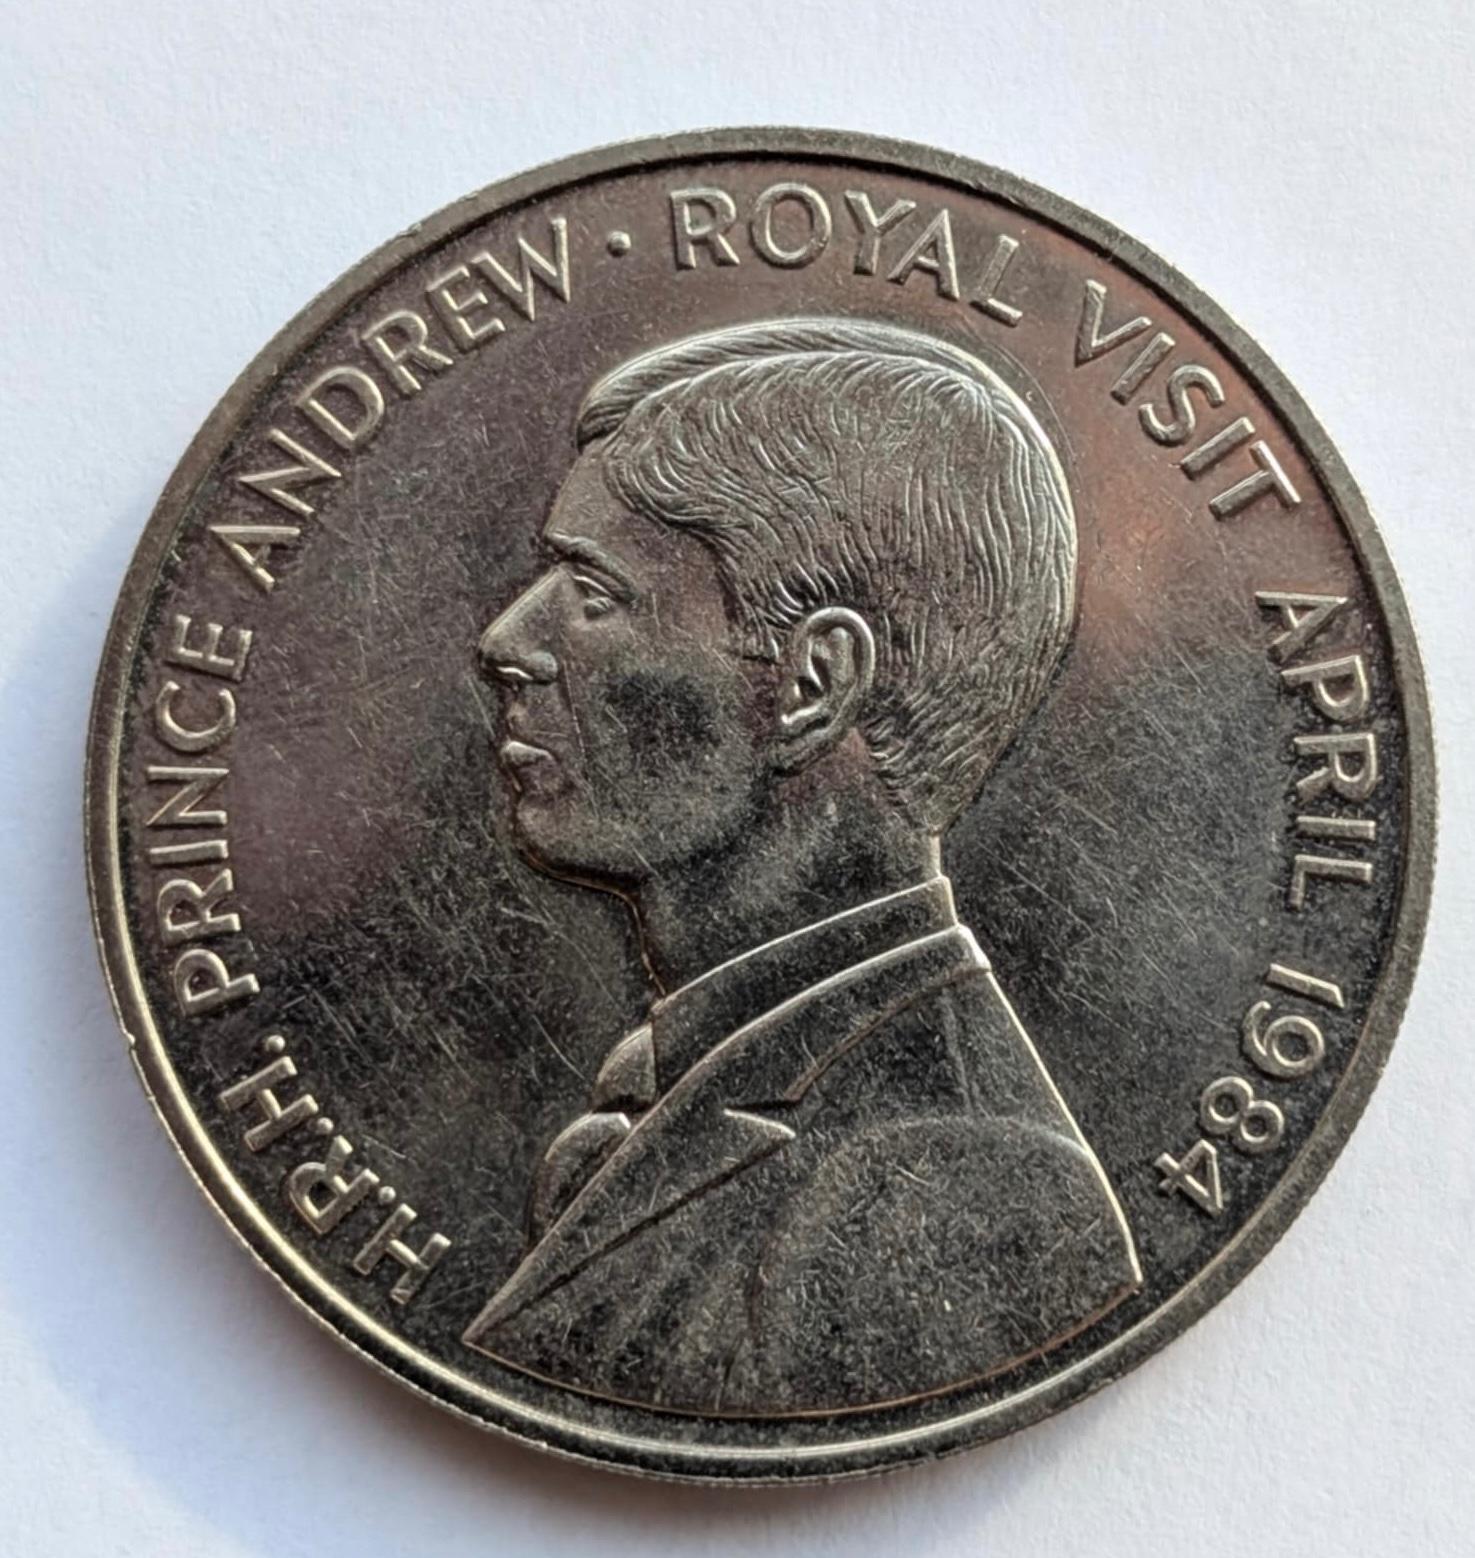 H.R.H. PRINCE ANDREW · ROYAL VISIT APRIL 1984